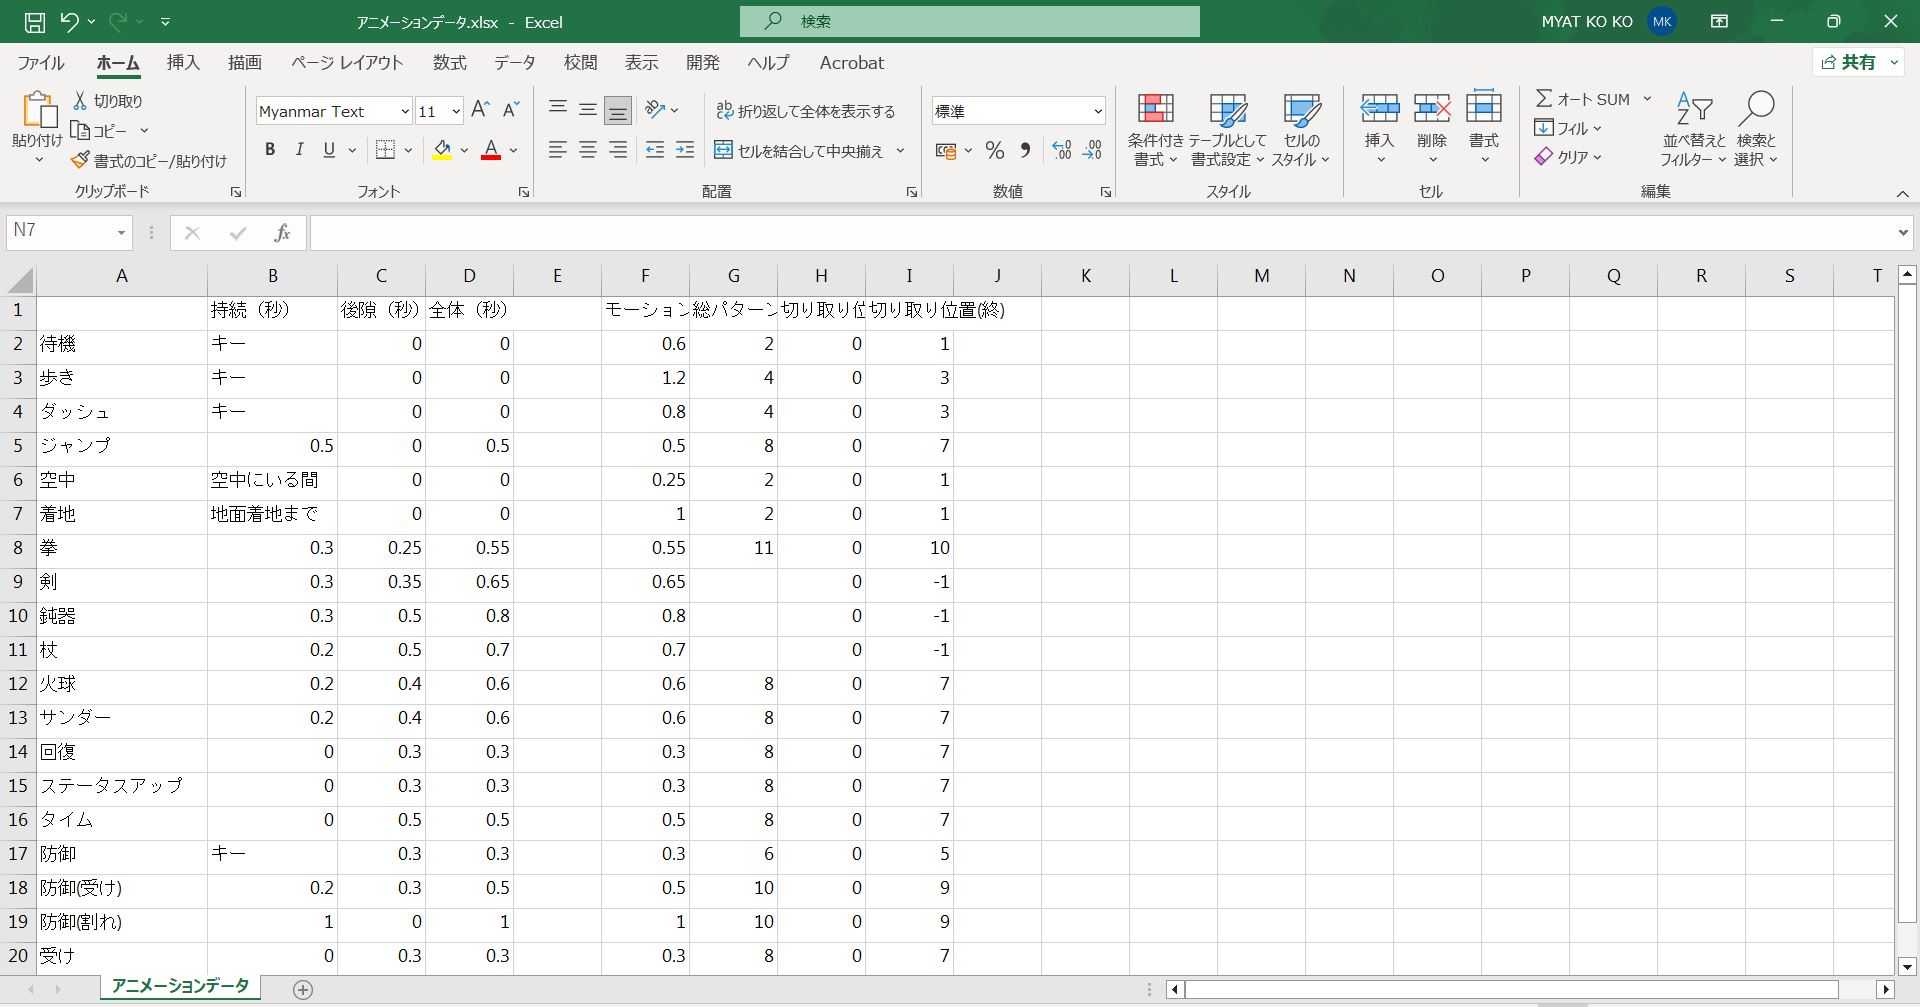 アニメーションデータ.xlsx - Excel
検索
MYAT KO KO MK
ファイル ホーム 挿入 描画 ページ レイアウト 数式 データ 校閲 表示 開発 ヘルプ Acrobat
共有
貼り付け
切り取り
コピー
書式のコピー/貼り付け
クリップボード
Myanmar Text 11
B I U
フォント
折り返して全体を表示する
セルを結合して中央揃え
配置
標準
数値
条件付き書式
テーブルとして書式設定
セルのスタイル
スタイル
挿入
削除
書式
セル
オート SUM
フィル
クリア
並べ替えとフィルター
検索と選択
編集
N7
fx
A B C D E F G H I J K L M N O P Q R S T
1 持続（秒） 後隙（秒） 全体（秒） モーション 総パターン 切り取り位 切り取り位置(終)
2 待機 キー 0 0 0.6 2 0 1
3 歩き キー 0 0 1.2 4 0 3
4 ダッシュ キー 0 0 0.8 4 0 3
5 ジャンプ 0.5 0 0.5 0.5 8 0 7
6 空中 空中にいる間 0 0 0.25 2 0 1
7 着地 地面着地まで 0 0 1 2 0 1
8 拳 0.3 0.25 0.55 0.55 11 0 10
9 剣 0.3 0.35 0.65 0.65 0 -1
10 鈍器 0.3 0.5 0.8 0.8 0 -1
11 杖 0.2 0.5 0.7 0.7 0 -1
12 火球 0.2 0.4 0.6 0.6 8 0 7
13 サンダー 0.2 0.4 0.6 0.6 8 0 7
14 回復 0 0.3 0.3 0.3 8 0 7
15 ステータスアップ 0 0.3 0.3 0.3 8 0 7
16 タイム 0 0.5 0.5 0.5 8 0 7
17 防御 キー 0.3 0.3 0.3 6 0 5
18 防御(受け) 0.2 0.3 0.5 0.5 10 0 9
19 防御(割れ) 1 0 1 1 10 0 9
20 受け 0 0.3 0.3 0.3 8 0 7
アニメーションデータ